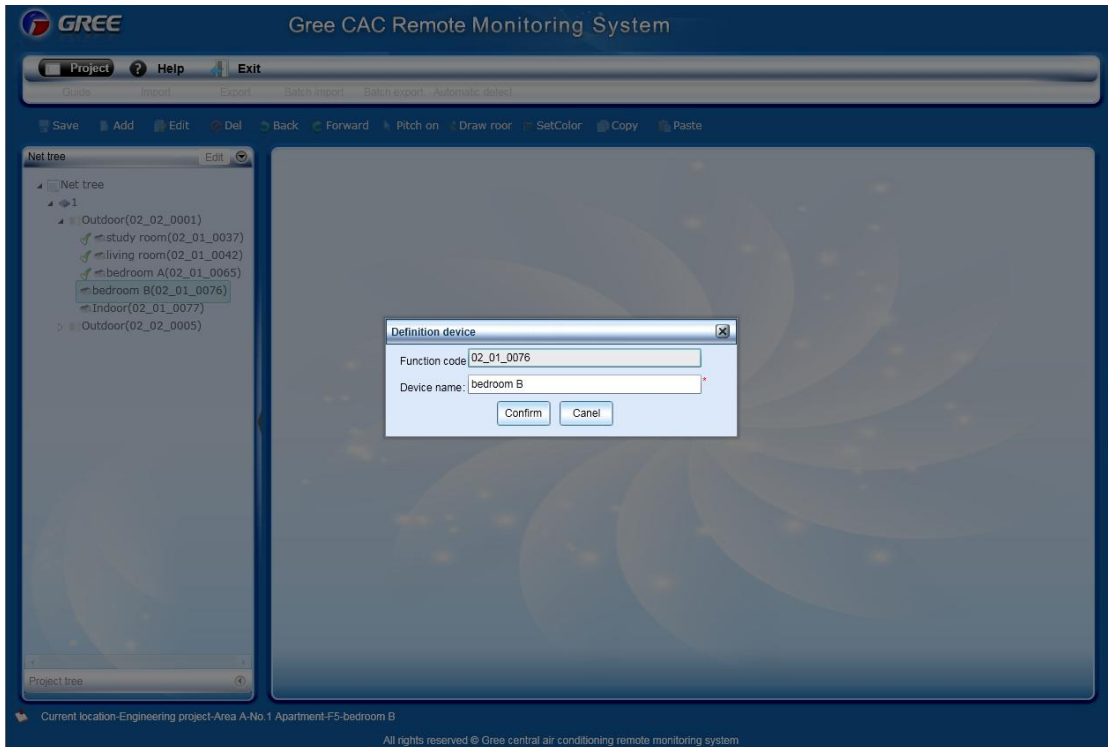 GREE Gree CAC Remote Monitoring System
Project Help Exit
Guide Import Export Batch import Batch export Automatic detect
Save Add Edit Del Back Forward Pitch on Draw roor SetColor Copy Paste
Net tree Edit
Net tree
1
Outdoor(02_02_0001)
study room(02_01_0037)
living room(02_01_0042)
bedroom A(02_01_0065)
bedroom B(02_01_0076)
Indoor(02_01_0077)
Outdoor(02_02_0005)
Definition device
Function code 02_01_0076
Device name: bedroom B *
Confirm Canel
Project tree
Current location-Engineering project-Area A-No.1 Apartment-F5-bedroom B
All rights reserved © Gree central air conditioning remote monitoring system